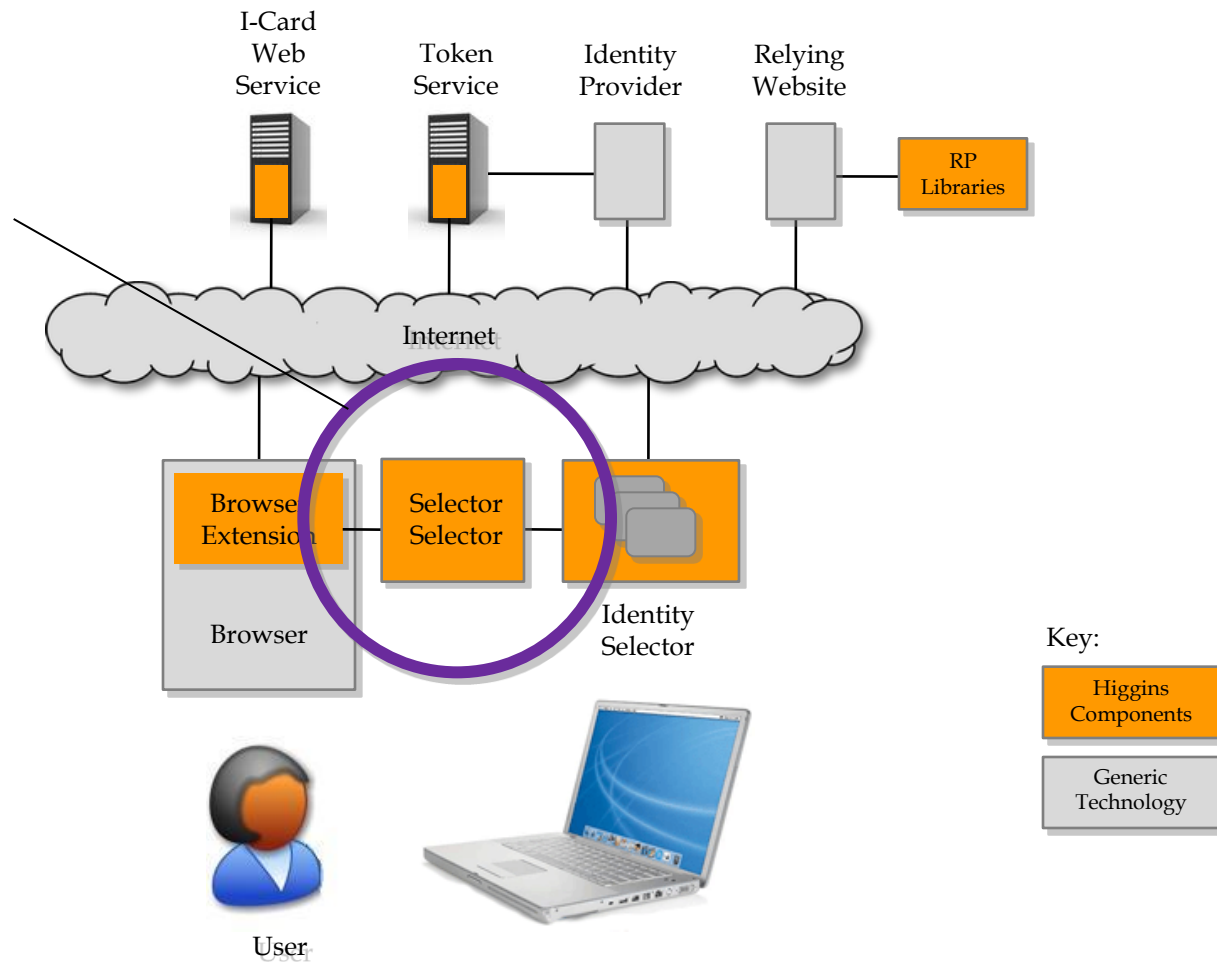 I-Card
Web
Service
Token
Service
Identity
Provider
Relying
Website
RP
Libraries
Internet
Browser
Extension
Selector
Selector
Browser
Identity
Selector
Key:
Higgins
Components
Generic
Technology
User